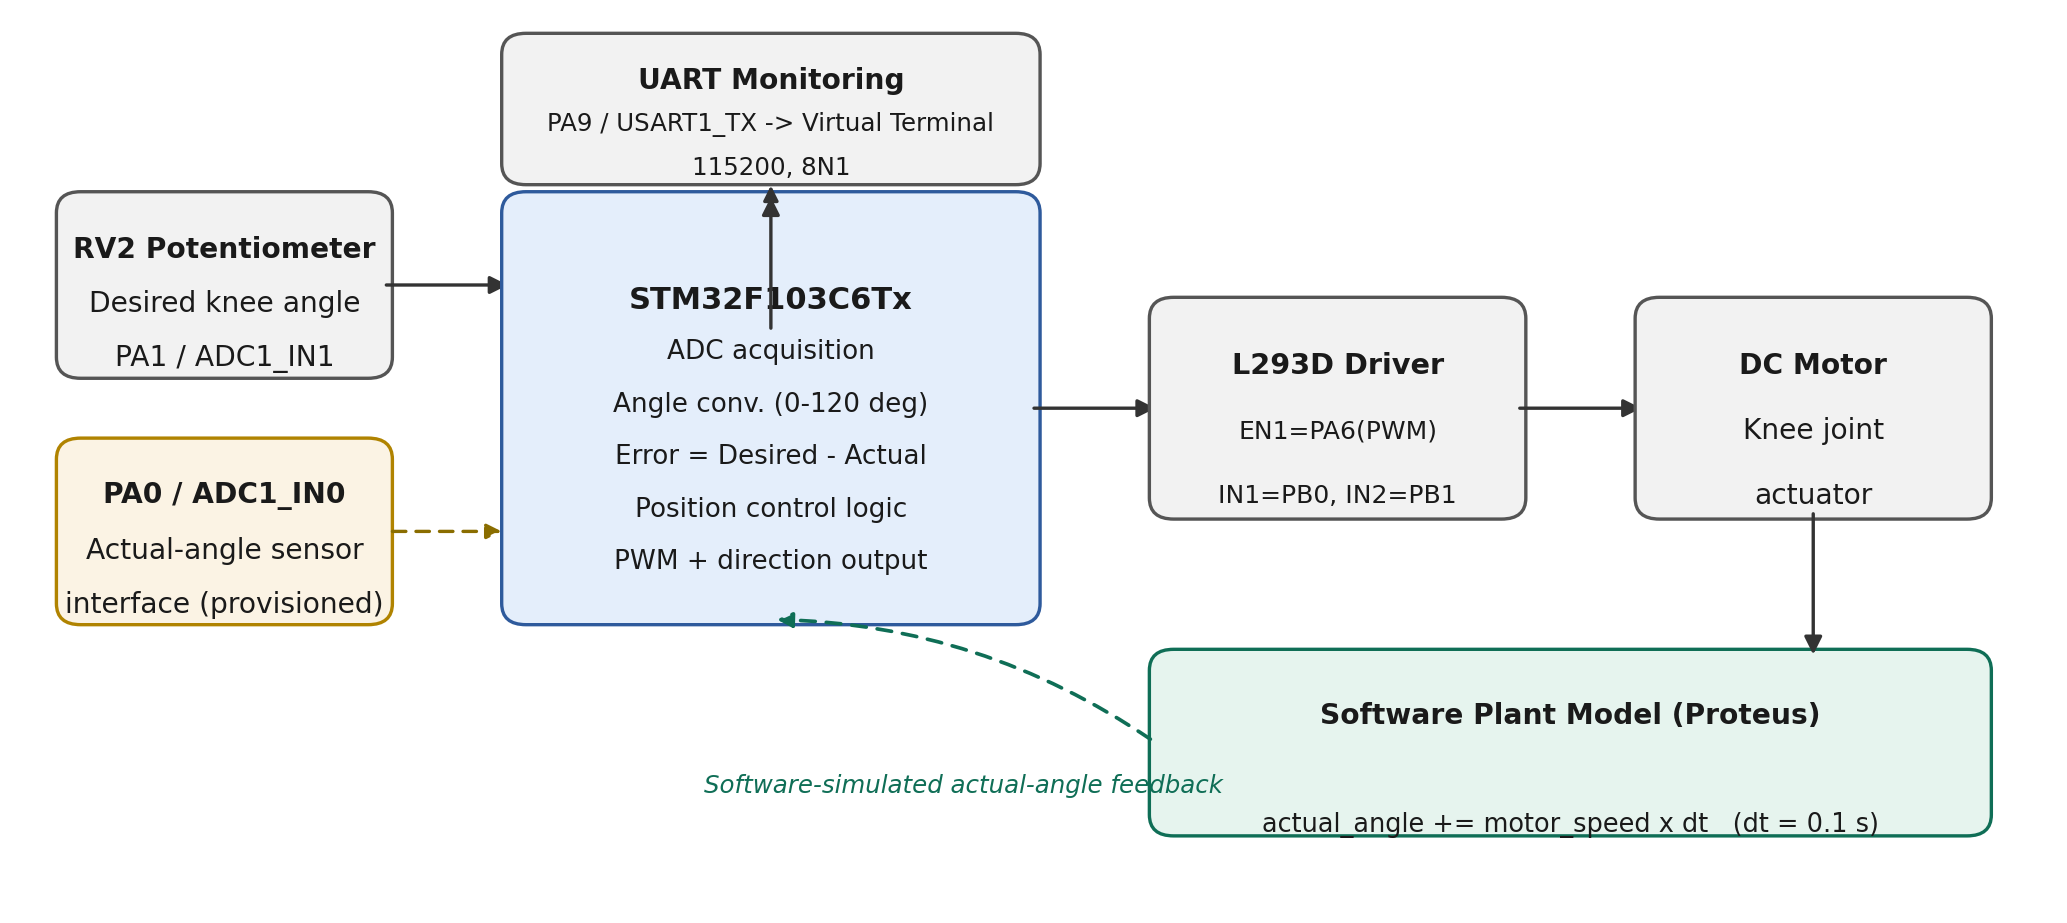 UART Monitoring
PA9 / USART1_TX -> Virtual Terminal
115200, 8N1
RV2 Potentiometer
Desired knee angle
PA1 / ADC1_IN1
PA0 / ADC1_IN0
Actual-angle sensor
interface (provisioned)
STM32F103C6Tx
ADC acquisition
Angle conv. (0-120 deg)
Error = Desired - Actual
Position control logic
PWM + direction output
L293D Driver
EN1=PA6(PWM)
IN1=PB0, IN2=PB1
DC Motor
Knee joint
actuator
Software Plant Model (Proteus)
actual_angle += motor_speed x dt (dt = 0.1 s)
Software-simulated actual-angle feedback